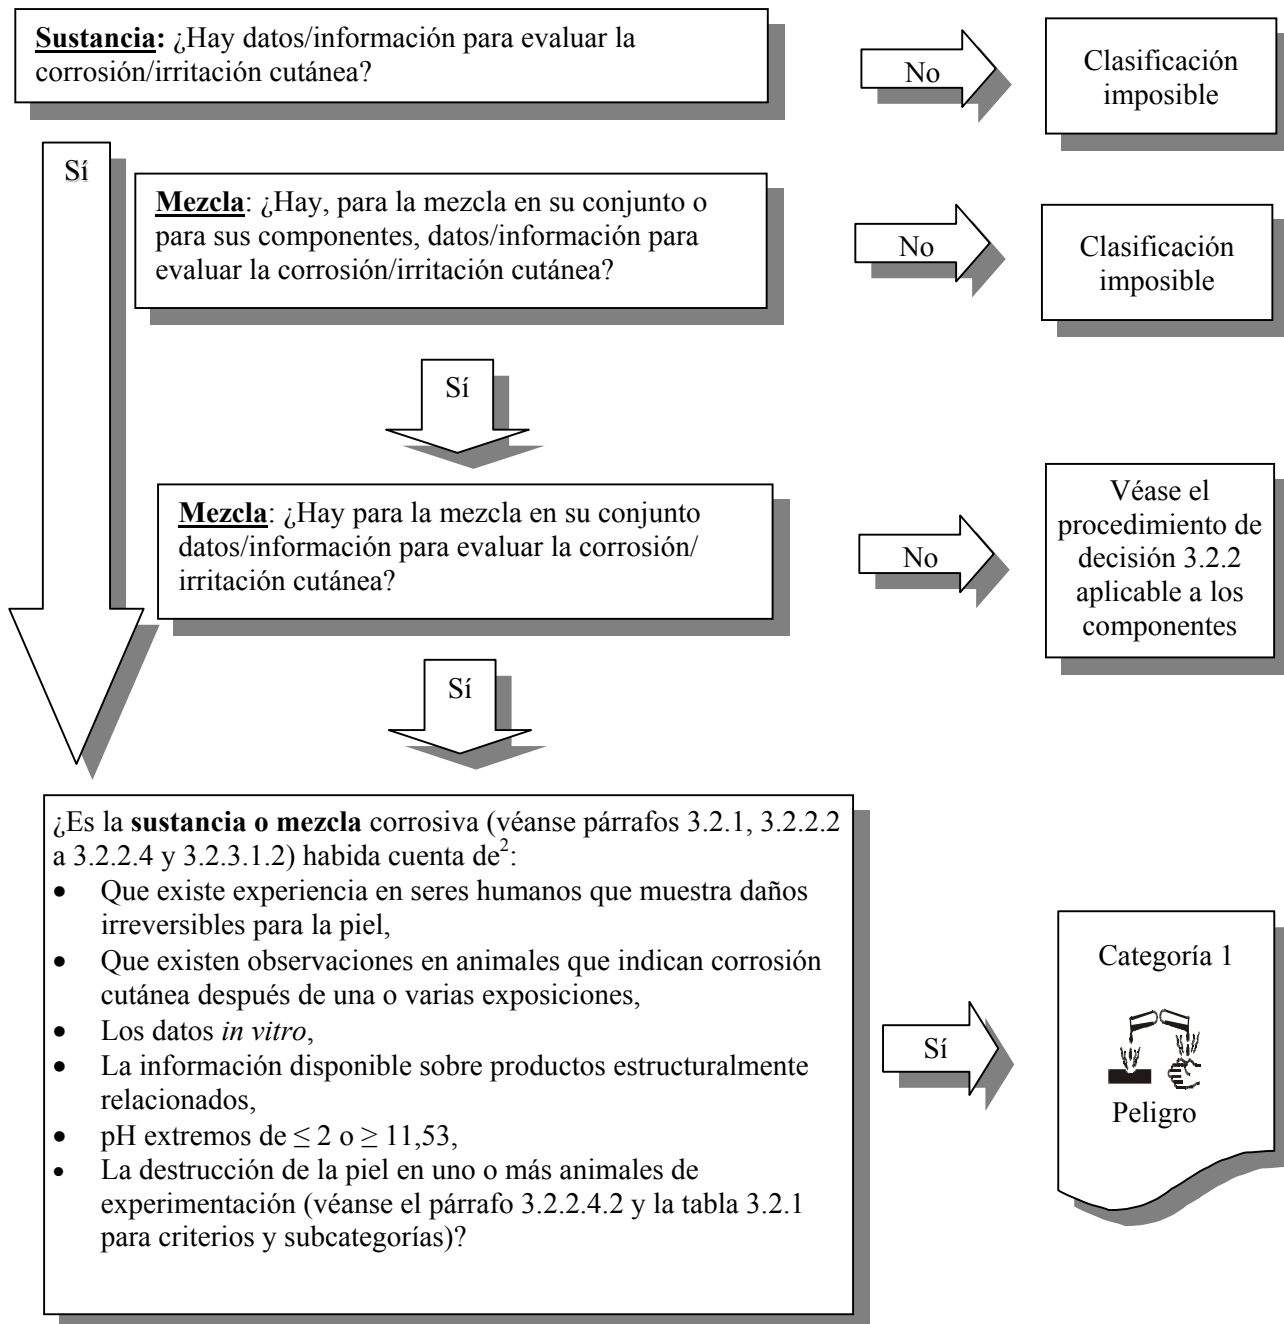 Sustancia: ¿Hay datos/información para evaluar la
corrosión/irritación cutánea?
No
Clasificación
imposible
Sí
Mezcla: ¿Hay, para la mezcla en su conjunto o
para sus componentes, datos/información para
evaluar la corrosión/irritación cutánea?
No
Clasificación
imposible
Sí
Mezcla: ¿Hay para la mezcla en su conjunto
datos/información para evaluar la corrosión/
irritación cutánea?
No
Véase el
procedimiento de
decisión 3.2.2
aplicable a los
componentes
Sí
¿Es la sustancia o mezcla corrosiva (véanse párrafos 3.2.1, 3.2.2.2
a 3.2.2.4 y 3.2.3.1.2) habida cuenta de²:
• Que existe experiencia en seres humanos que muestra daños
irreversibles para la piel,
• Que existen observaciones en animales que indican corrosión
cutánea después de una o varias exposiciones,
• Los datos in vitro,
• La información disponible sobre productos estructuralmente
relacionados,
• pH extremos de ≤ 2 o ≥ 11,53,
• La destrucción de la piel en uno o más animales de
experimentación (véanse el párrafo 3.2.2.4.2 y la tabla 3.2.1
para criterios y subcategorías)?
Sí
Categoría 1
Peligro